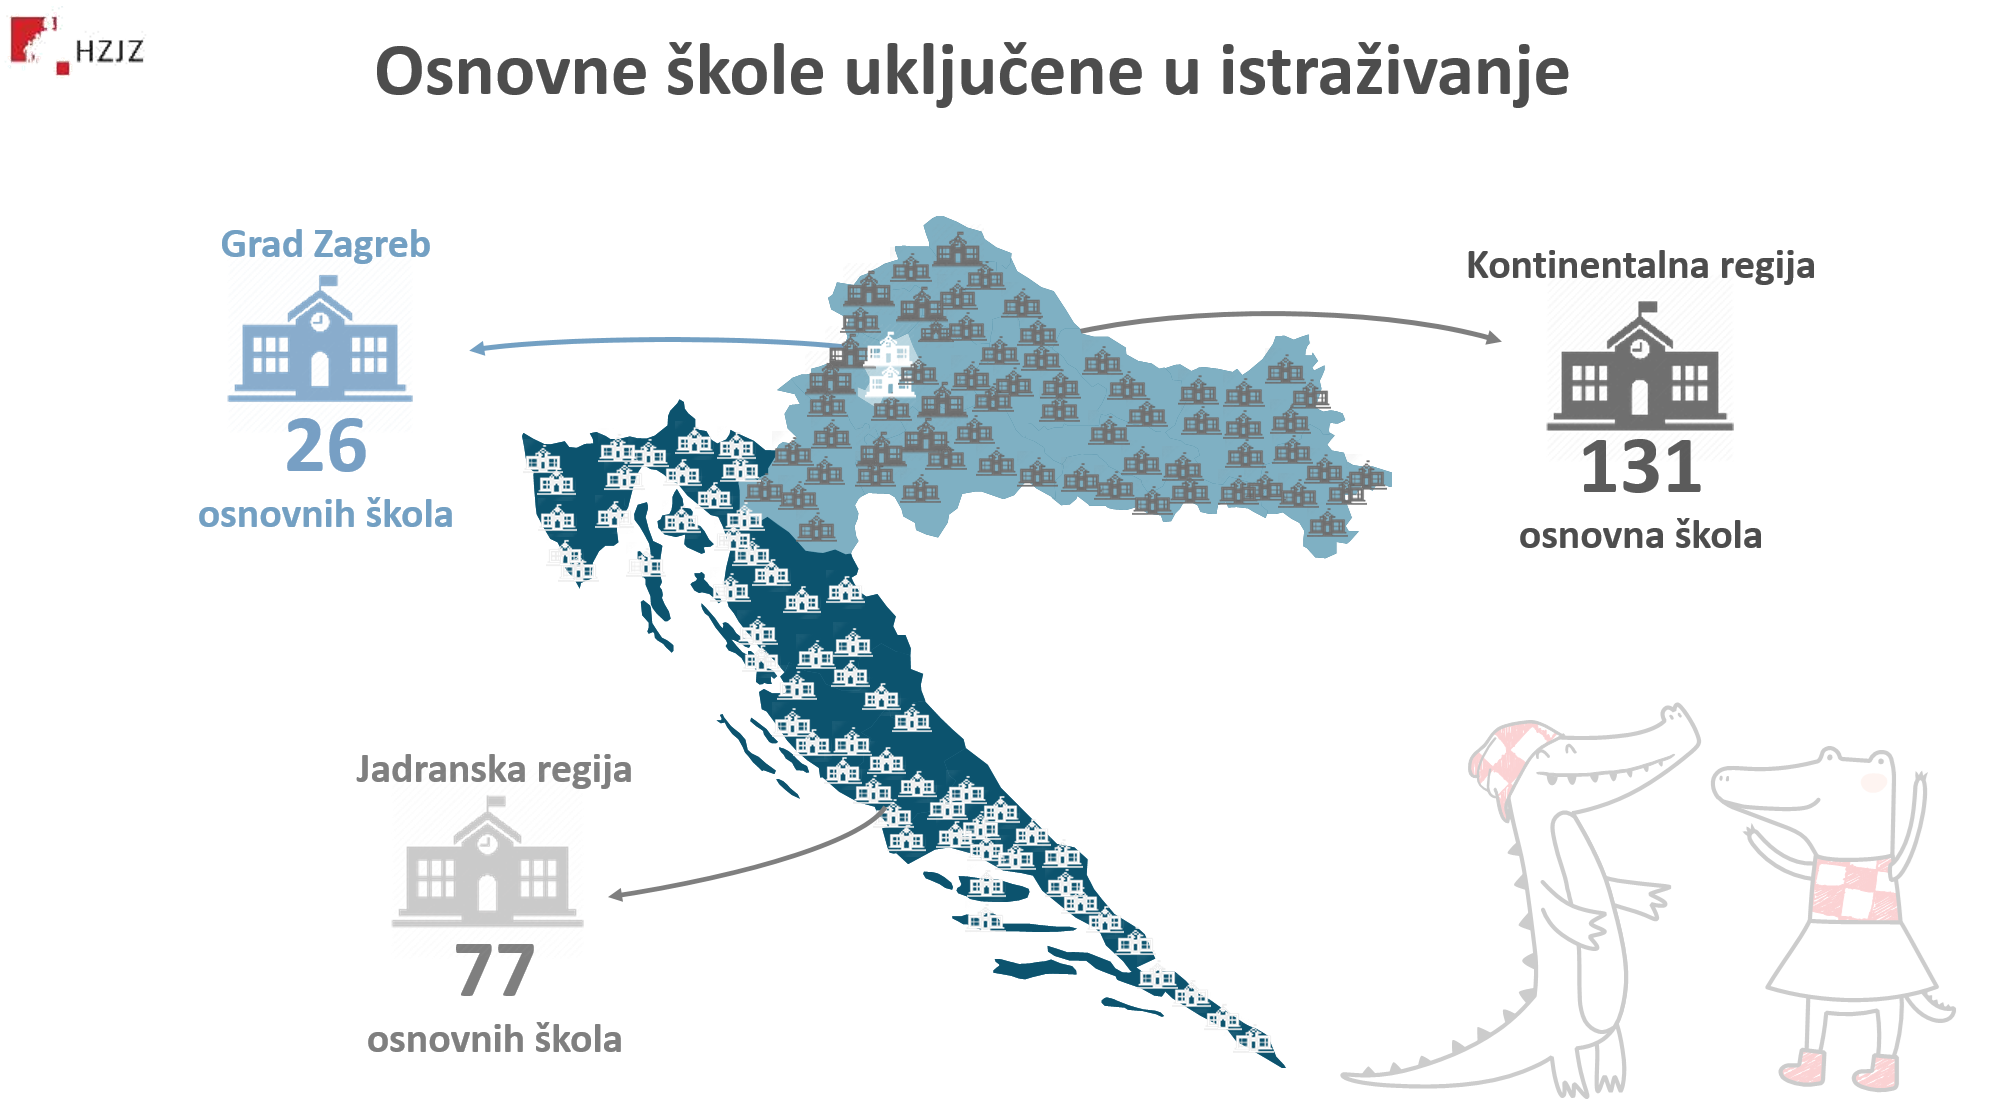 HZJZ
Osnovne škole uključene u istraživanje
Grad Zagreb
26
osnovnih škola
Kontinentalna regija
131
osnovna škola
Jadranska regija
77
osnovnih škola